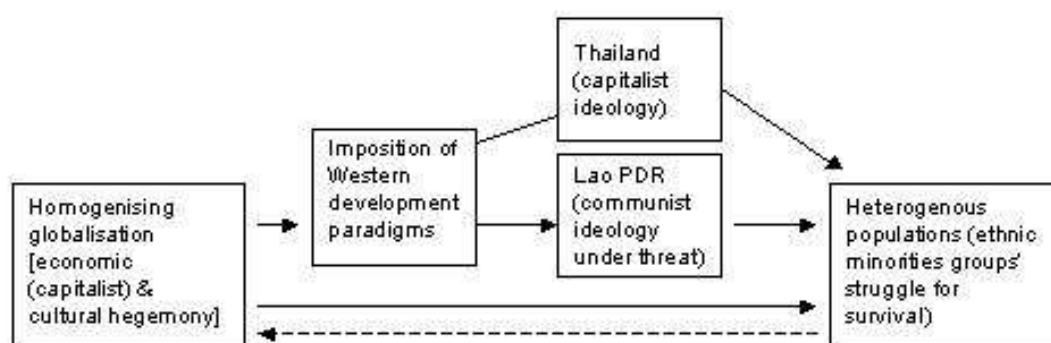 Thailand
(capitalist
ideology)
Imposition of
Western
development
paradigms
Lao PDR
(communist
ideology
under threat)
Homogenising
globalisation
[economic
(capitalist) &
cultural hegemony]
Heterogenous
populations (ethnic
minorities groups'
struggle for
survival)